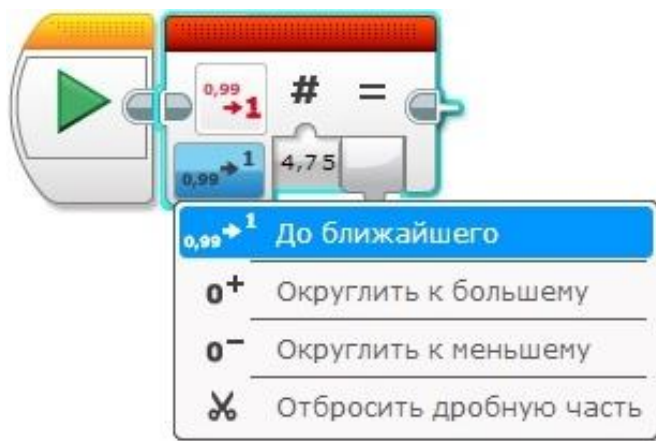 0,99 → 1 # =
0,99 → 1 4,75
0,99 → 1 До ближайшего
0+ Округлить к большему
0− Округлить к меньшему
Отбросить дробную часть